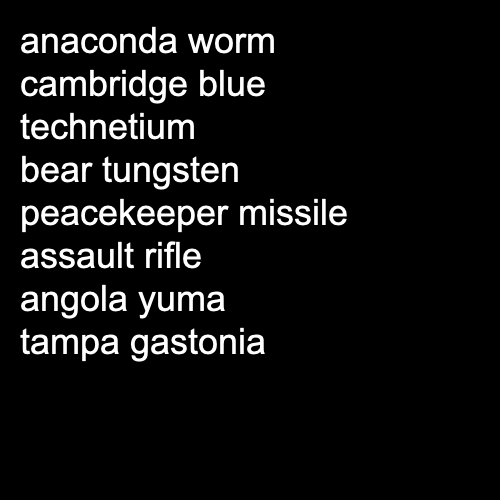 anaconda worm
cambridge blue
technetium
bear tungsten
peacekeeper missile
assault rifle
angola yuma
tampa gastonia